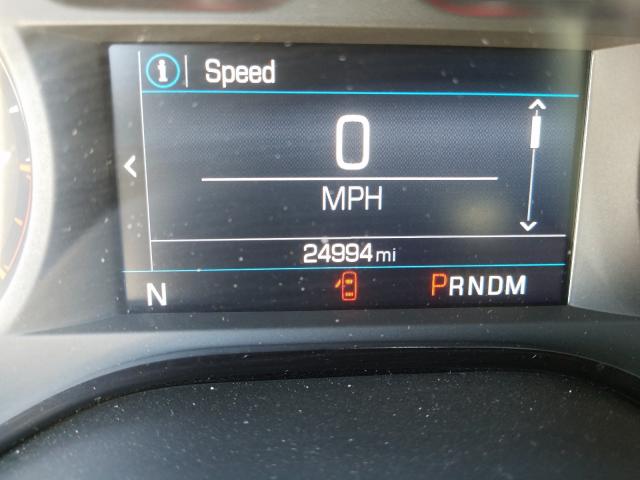 i Speed
0
MPH
24994 mi
N PRNDM